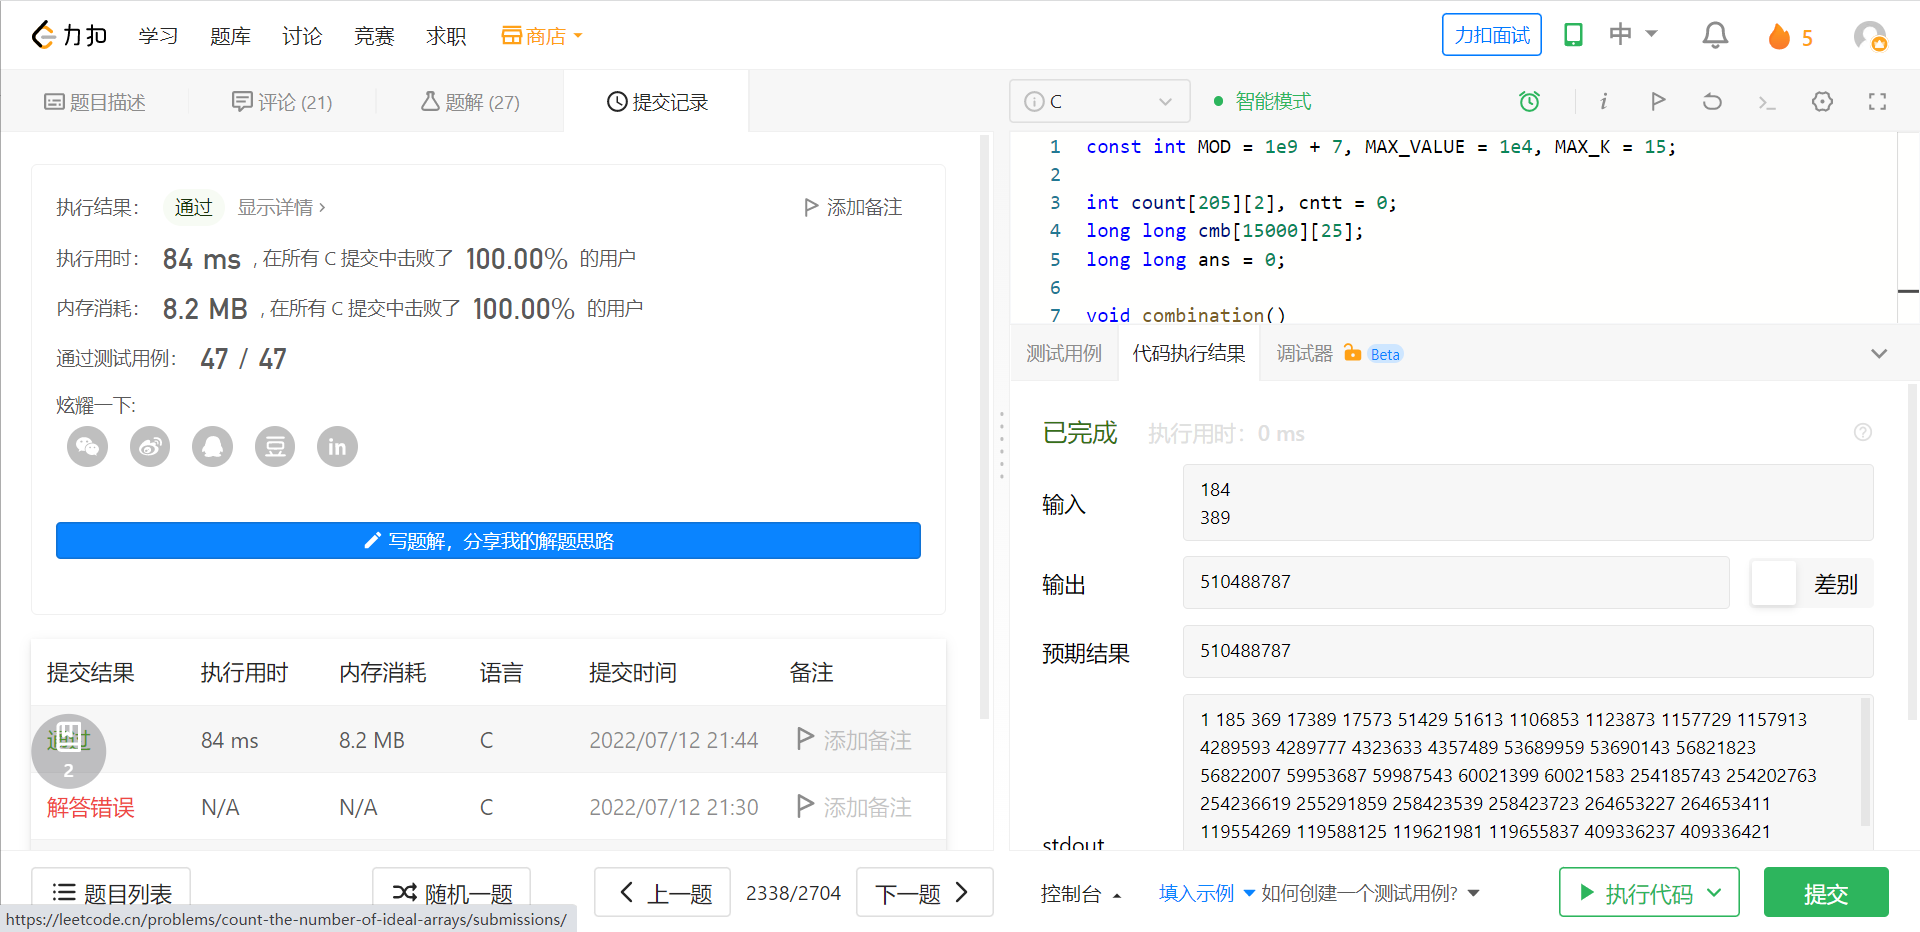 力扣 学习 题库 讨论 竞赛 求职 商店 力扣面试 中 5
题目描述 评论 (21) 题解 (27) 提交记录
执行结果： 通过 显示详情 › 添加备注
执行用时： 84 ms , 在所有 C 提交中击败了 100.00% 的用户
内存消耗： 8.2 MB , 在所有 C 提交中击败了 100.00% 的用户
通过测试用例： 47 / 47
炫耀一下:
豆 in
写题解，分享我的解题思路
提交结果 执行用时 内存消耗 语言 提交时间 备注
通过 84 ms 8.2 MB C 2022/07/12 21:44 添加备注
2
解答错误 N/A N/A C 2022/07/12 21:30 添加备注
题目列表 随机一题 上一题 2338/2704 下一题
https://leetcode.cn/problems/count-the-number-of-ideal-arrays/submissions/
C 智能模式
1 const int MOD = 1e9 + 7, MAX_VALUE = 1e4, MAX_K = 15;
2
3 int count[205][2], cntt = 0;
4 long long cmb[15000][25];
5 long long ans = 0;
6
7 void combination()
测试用例 代码执行结果 调试器 Beta
已完成 执行用时：0 ms
输入
184
389
输出 510488787 差别
预期结果 510488787
stdout
1 185 369 17389 17573 51429 51613 1106853 1123873 1157729 1157913
4289593 4289777 4323633 4357489 53689959 53690143 56821823
56822007 59953687 59987543 60021399 60021583 254185743 254202763
254236619 255291859 258423539 258423723 264653227 264653411
119554269 119588125 119621981 119655837 409336237 409336421
控制台 填入示例 如何创建一个测试用例? 执行代码 提交